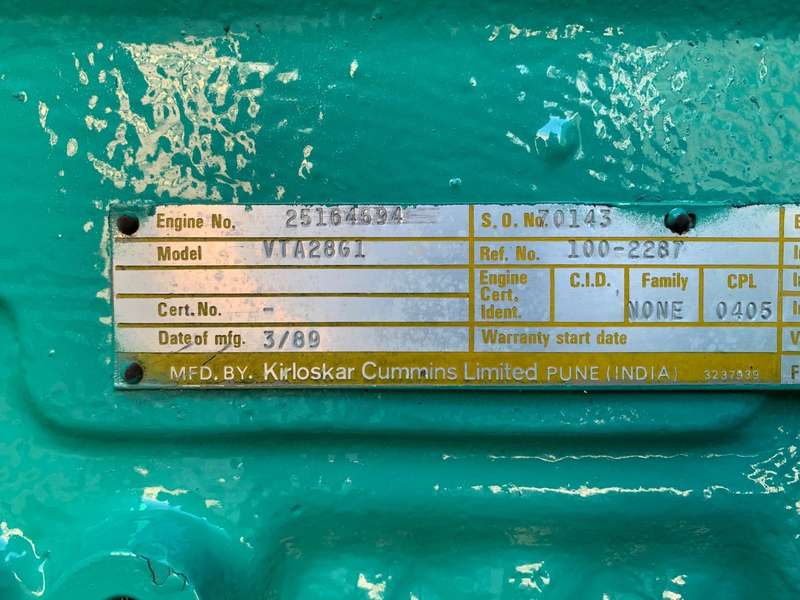 Engine No. 25164694 S. O. No. 70143
Model VTA28G1 Ref. No. 100-2287
Engine Cert. Ident. C.I.D. Family NONE CPL 0405
Cert. No. -
Date of mfg. 3/89 Warranty start date
MFD. BY. Kirloskar Cummins Limited PUNE (INDIA) 3237939